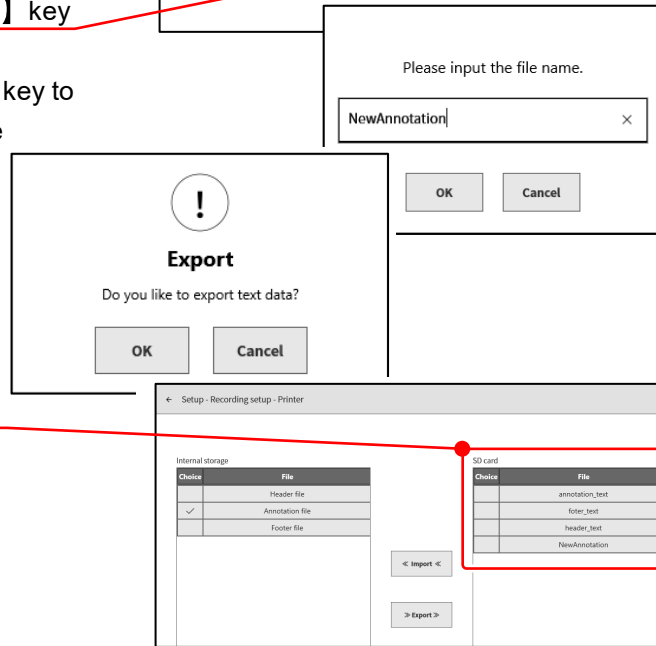 】key
key to
Please input the file name.
NewAnnotation
×
OK
Cancel
!
Export
Do you like to export text data?
OK
Cancel
← Setup - Recording setup - Printer
Internal storage
Choice File
Header file
✓ Annotation file
Footer file
≪ Import ≪
≫ Export ≫
SD card
Choice File
annotation_text
foter_text
header_text
NewAnnotation